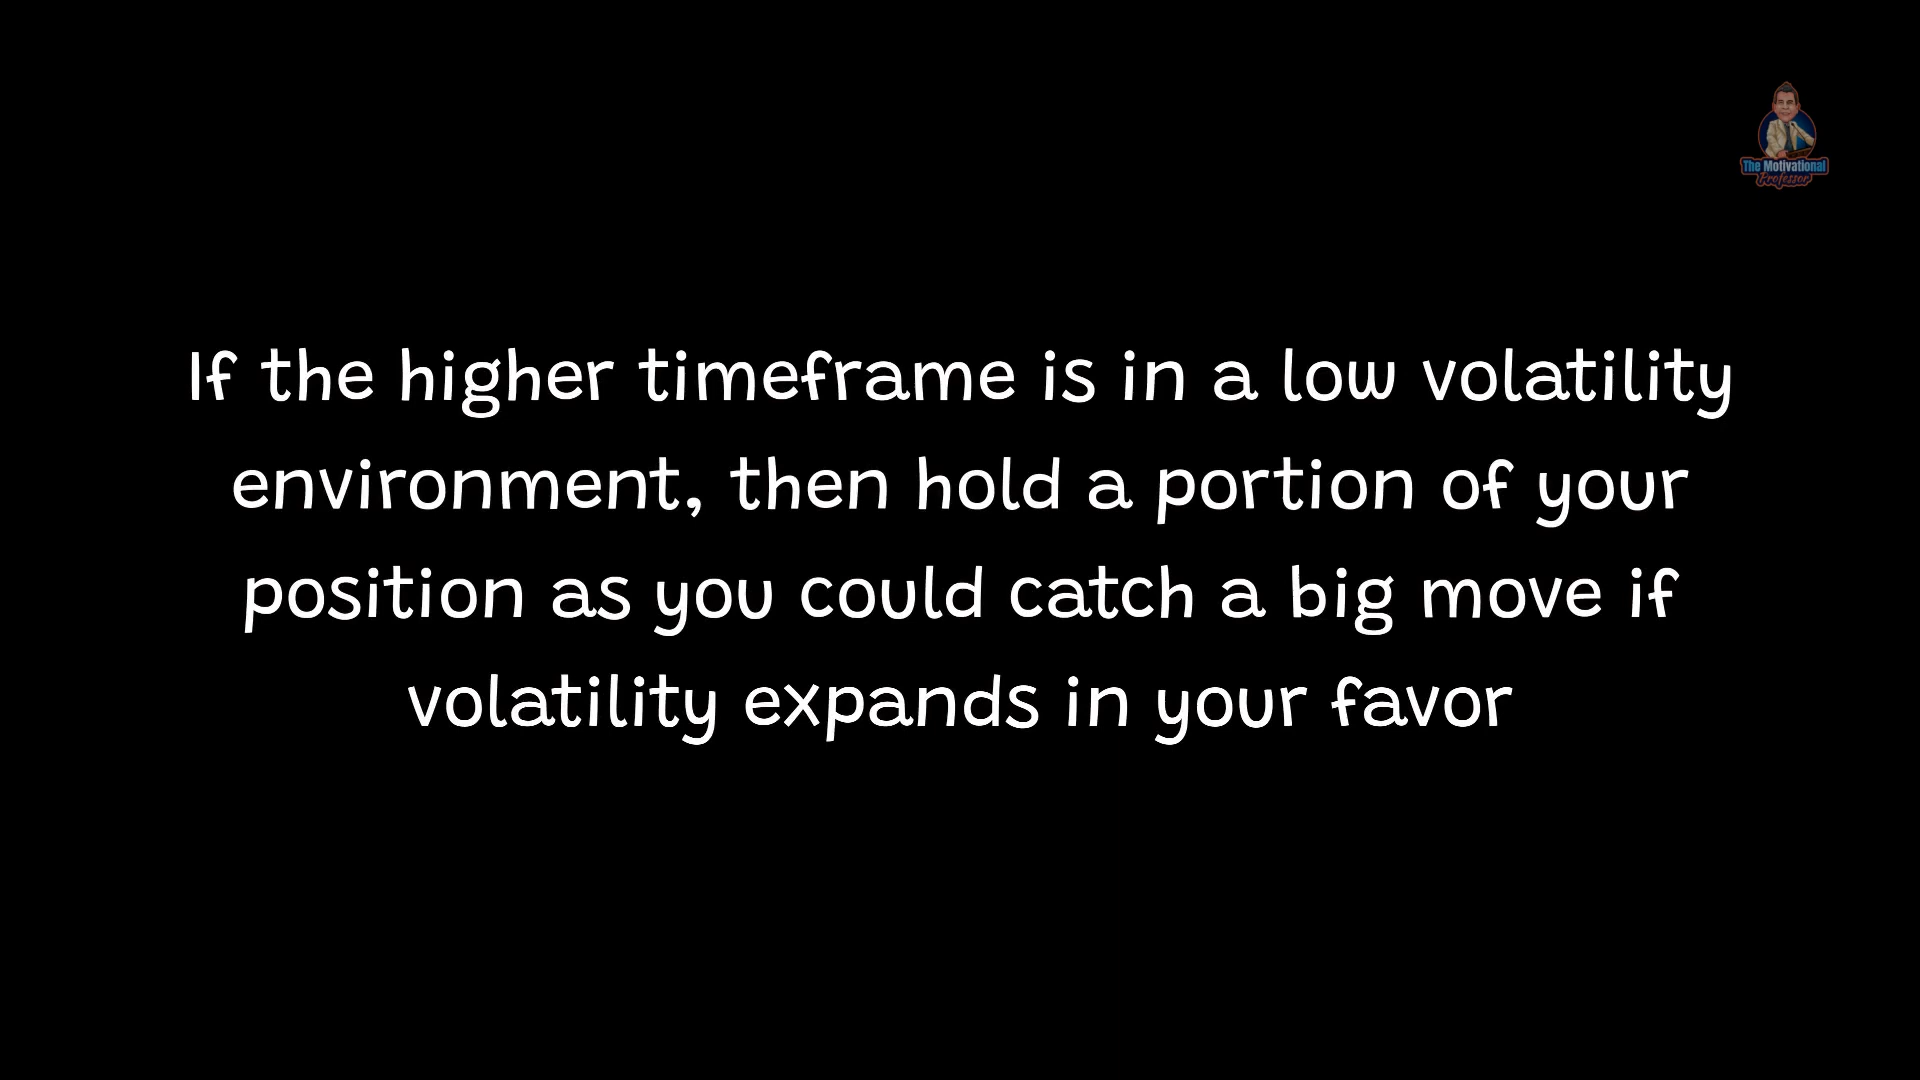 The Motivational
Professor
If the higher timeframe is in a low volatility
environment, then hold a portion of your
position as you could catch a big move if
volatility expands in your favor